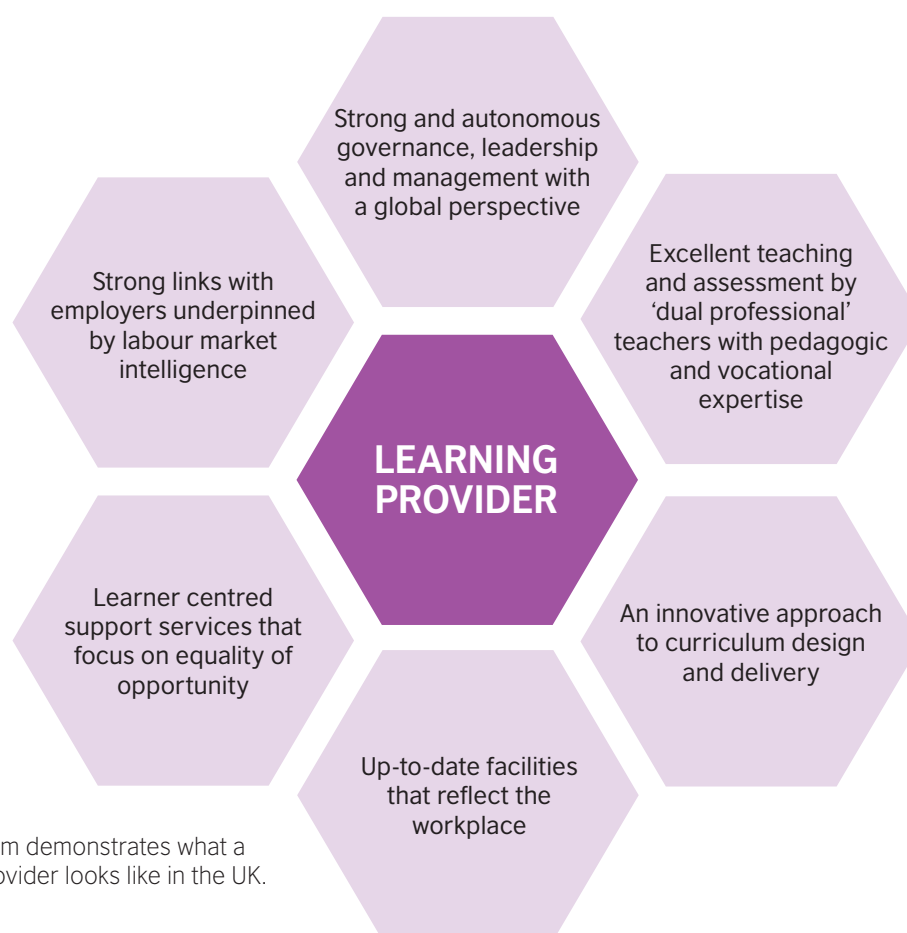 Strong and autonomous
governance, leadership
and management with
a global perspective
Strong links with
employers underpinned
by labour market
intelligence
Excellent teaching
and assessment by
‘dual professional’
teachers with pedagogic
and vocational
expertise
LEARNING
PROVIDER
Learner centred
support services that
focus on equality of
opportunity
An innovative approach
to curriculum design
and delivery
Up-to-date facilities
that reflect the
workplace
demonstrates what a
looks like in the UK.